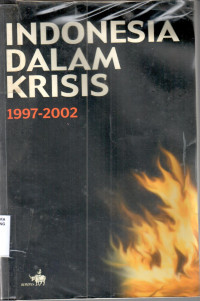 INDONESIA
DALAM
KRISIS
1997-2002